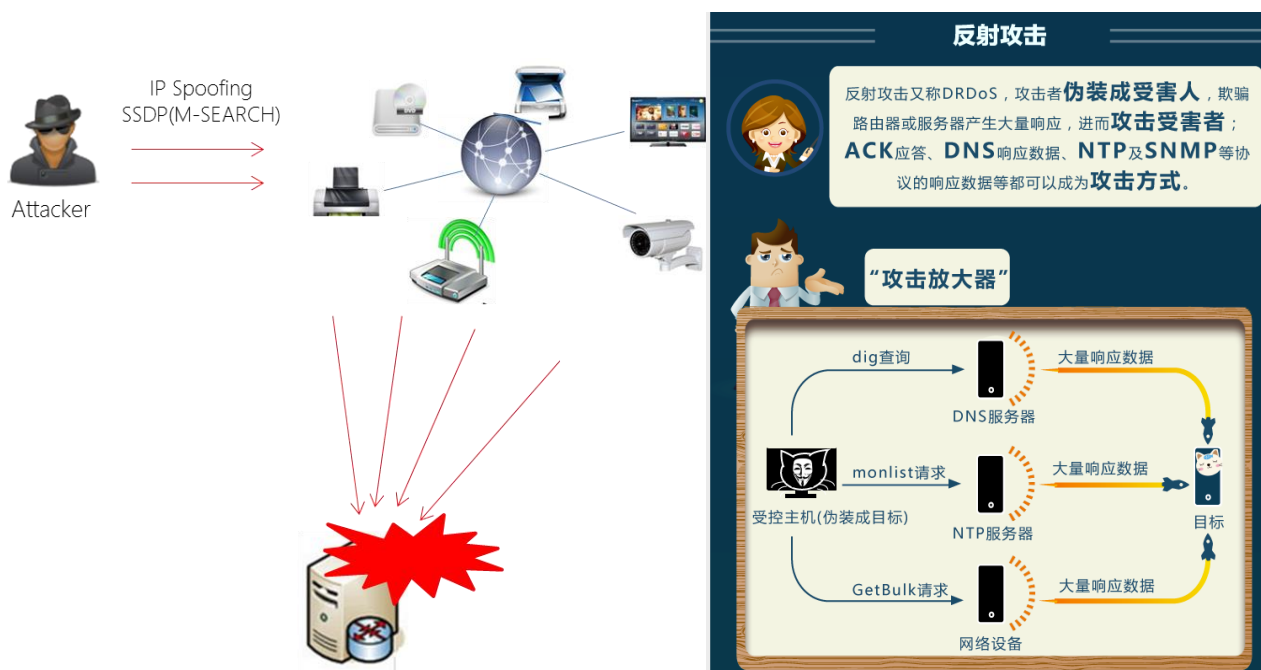 IP Spoofing
SSDP(M-SEARCH)
Attacker
反射攻击
反射攻击又称DRDoS，攻击者伪装成受害人，欺骗
路由器或服务器产生大量响应，进而攻击受害者；
ACK应答、DNS响应数据、NTP及SNMP等协
议的响应数据等都可以成为攻击方式。
“攻击放大器”
dig查询
大量响应数据
DNS服务器
monlist请求
大量响应数据
受控主机(伪装成目标)
NTP服务器
目标
GetBulk请求
大量响应数据
网络设备